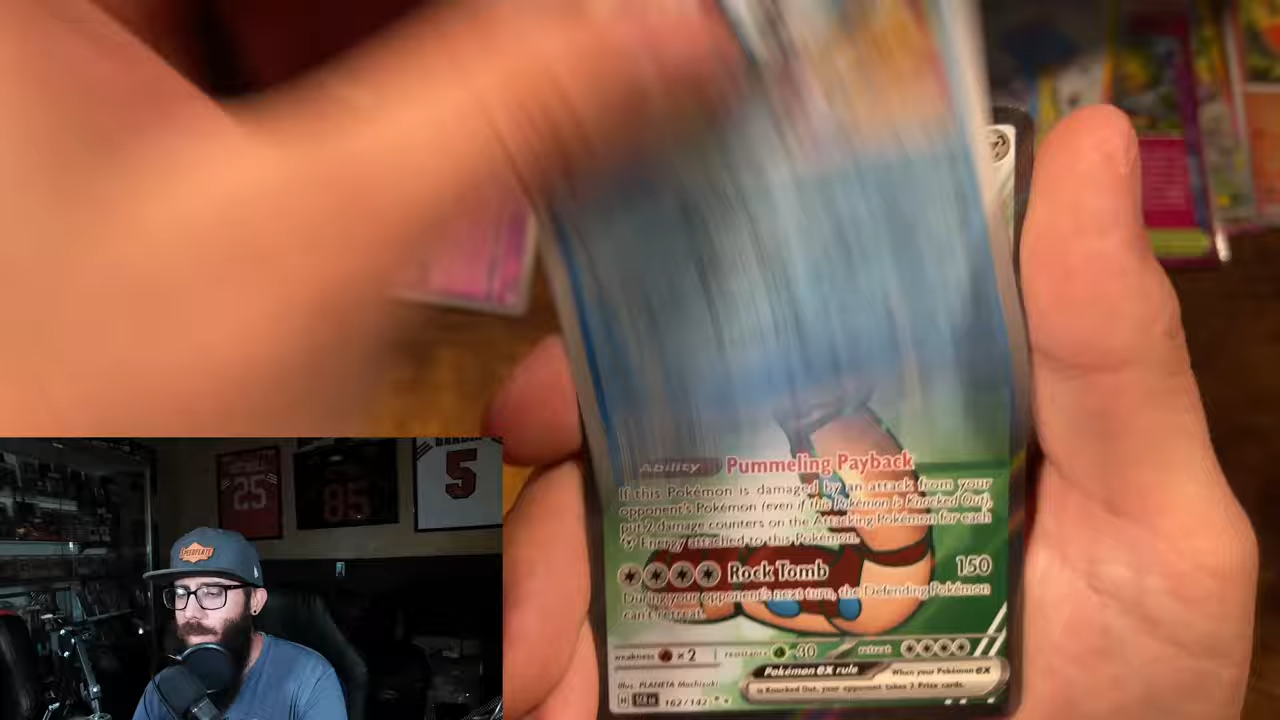 Ability Pummeling Payback
If this Pokémon is damaged by an attack from your
opponent's Pokémon (even if this Pokémon is Knocked Out),
put 2 damage counters on the Attacking Pokémon for each
Energy attached to this Pokémon.
Rock Tomb 150
During your opponent's next turn, the Defending Pokémon
can't retreat.
weakness ×2 resistance -30 retreat
Illus. PLANETA Mochizuki
Pokémon ex rule
When your Pokémon ex
is Knocked Out, your opponent takes 2 Prize cards.
H SCR EN 162/142
25
85
5